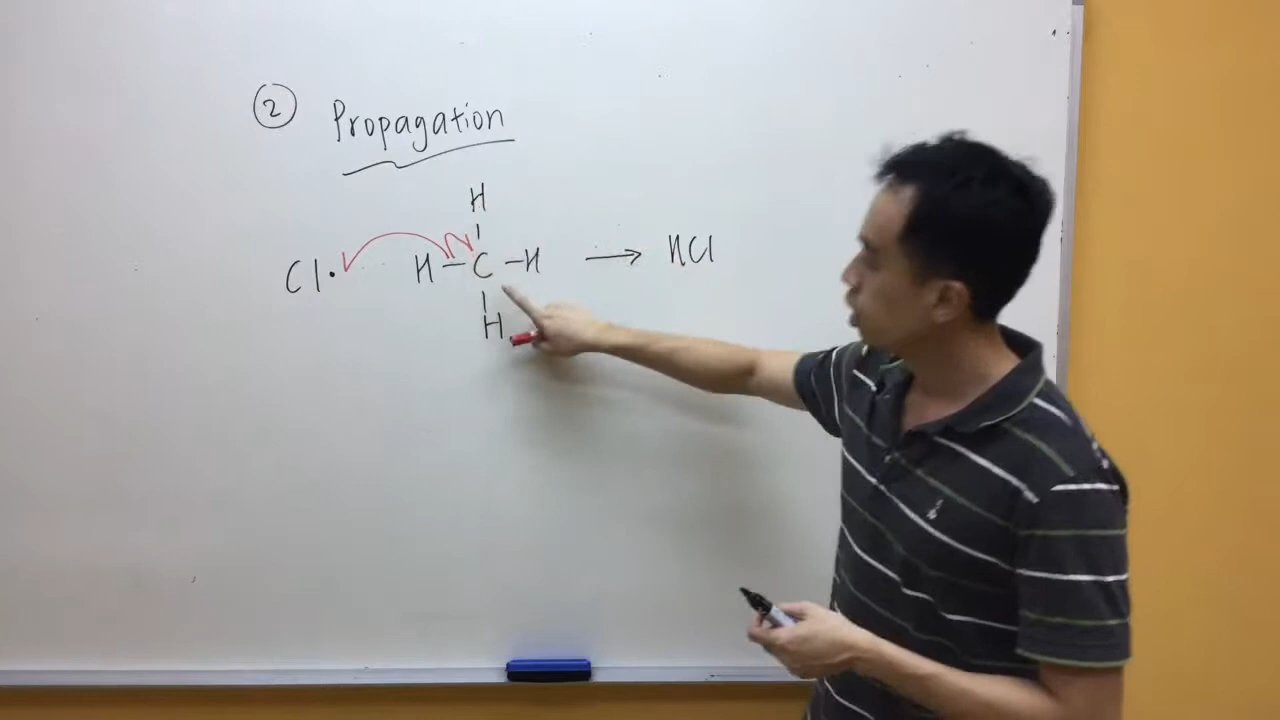 ② Propagation
H
Cl• H–C–H → HCl
H